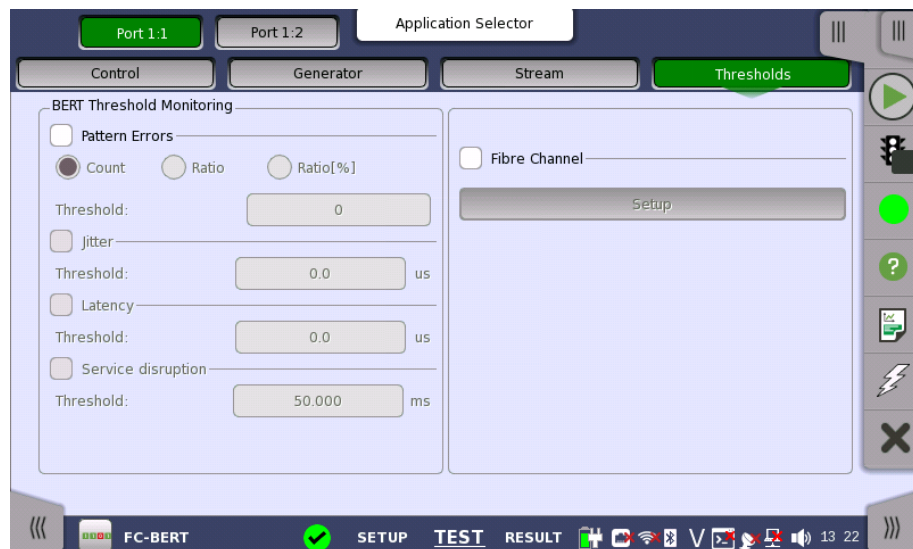 Application Selector
Port 1:1 Port 1:2
Control Generator Stream Thresholds
BERT Threshold Monitoring
Pattern Errors
Count Ratio Ratio[%]
Threshold: 0
Jitter
Threshold: 0.0 us
Latency
Threshold: 0.0 us
Service disruption
Threshold: 50.000 ms
Fibre Channel
Setup
FC-BERT SETUP TEST RESULT V 13 22